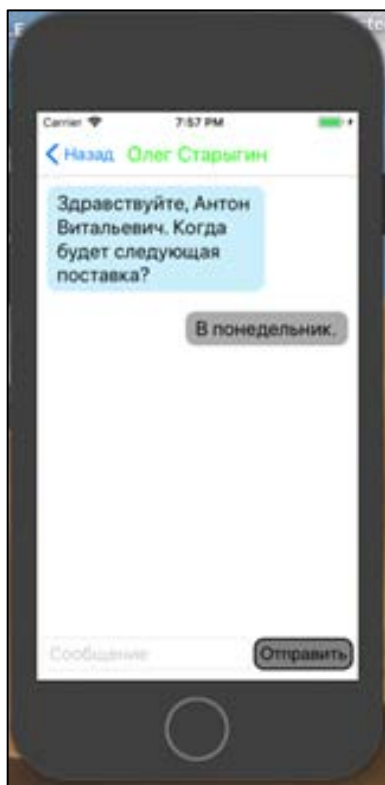 Carrier 7:57 PM
Назад Олег Старыгин
Здравствуйте, Антон
Витальевич. Когда
будет следующая
поставка?
В понедельник.
Сообщение Отправить